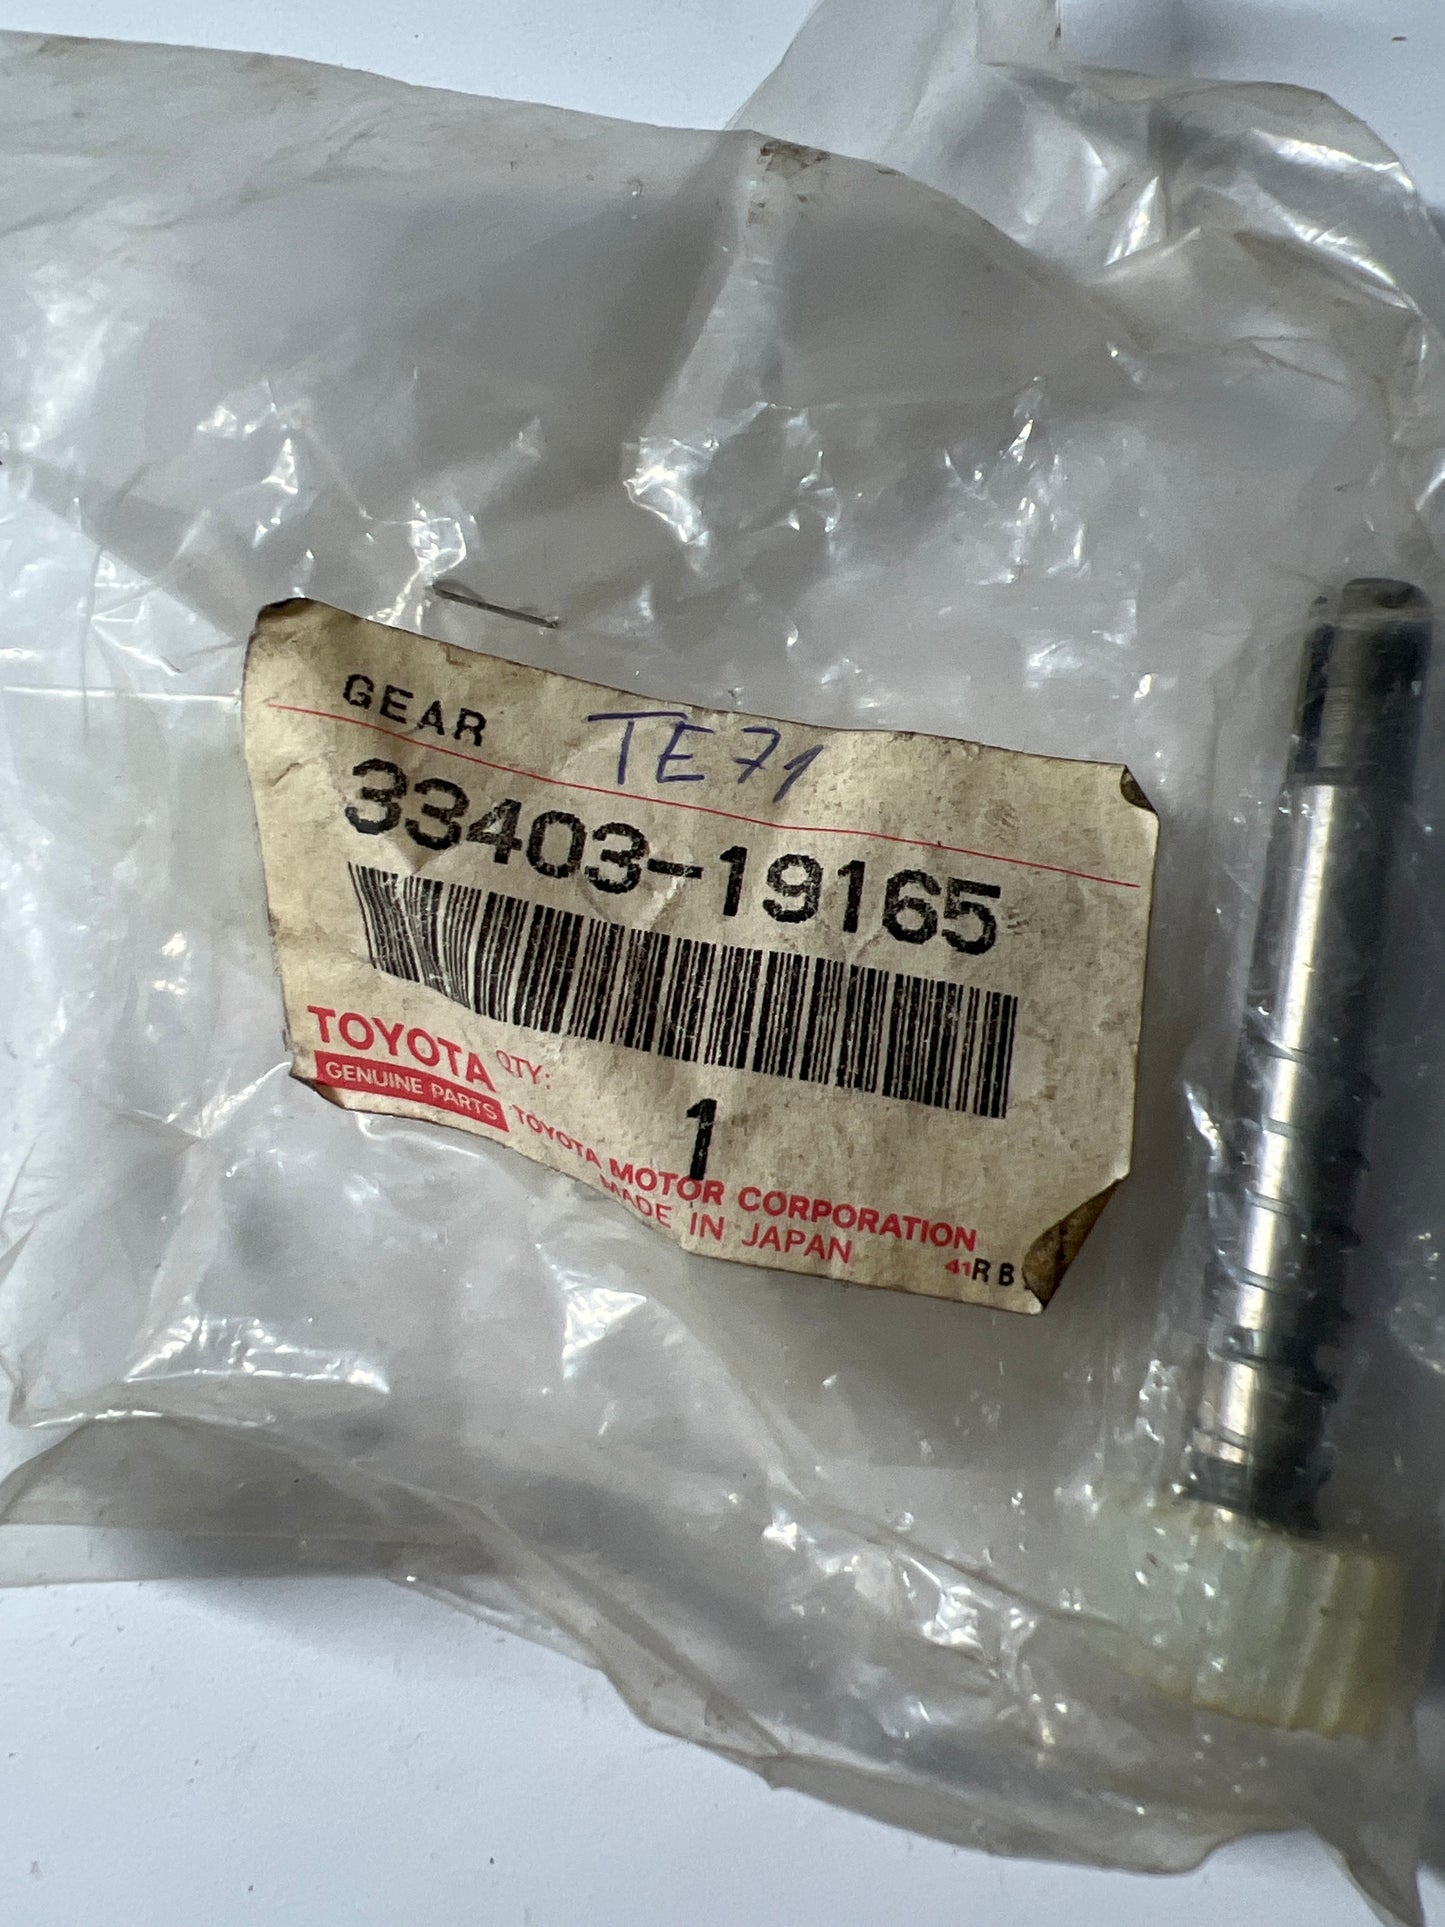 GEAR TE71
33403-19165
TOYOTA QTY:
GENUINE PARTS
1
TOYOTA MOTOR CORPORATION
MADE IN JAPAN
41RB